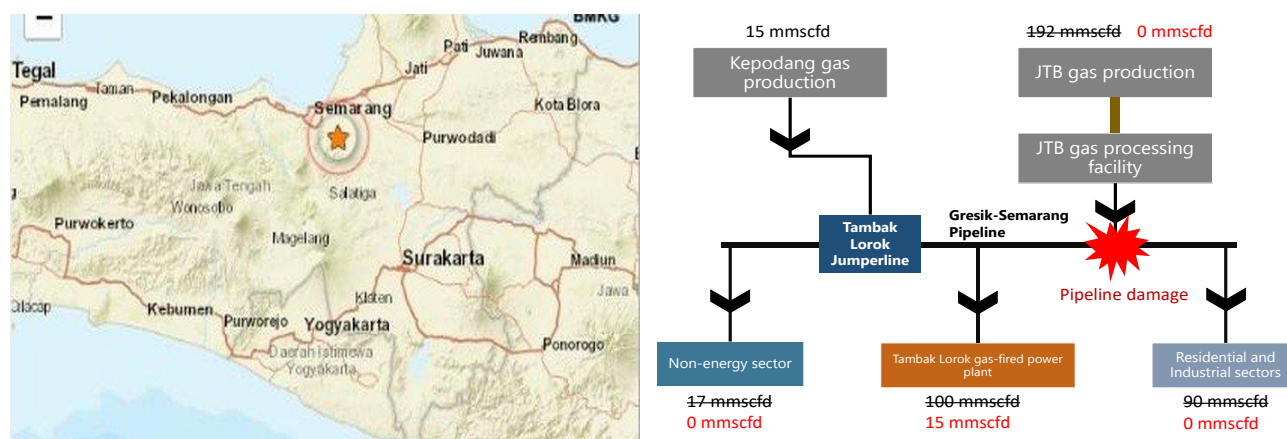 BMKG
Rembang
Pati
Juwana
Tegal
Jati
Taman
Pekalongan
Pemalang
Semarang
Kota Blora
Purwodadi
Jawa Tengah
Salatiga
Wonosobo
Purwokerto
Magelang
Surakarta
Madiun
Jawa
Klsten
Cilacap
Kebumen
Purworejo
Yogyakarta
Ponorogo
Daerah Istimewa
Yogyakarta
15 mmscfd
192 mmscfd 0 mmscfd
Kepodang gas
production
JTB gas production
JTB gas processing
facility
Tambak
Lorok
Jumperline
Gresik-Semarang
Pipeline
Pipeline damage
Non-energy sector
Tambak Lorok gas-fired power
plant
Residential and
Industrial sectors
17 mmscfd
0 mmscfd
100 mmscfd
15 mmscfd
90 mmscfd
0 mmscfd